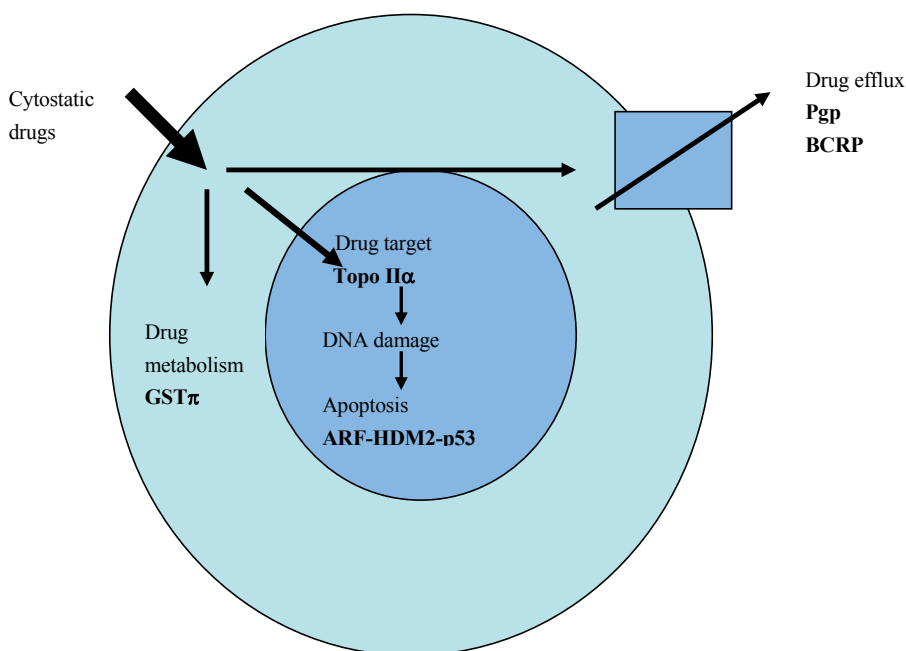 Cytostatic
drugs
Drug efflux
Pgp
BCRP
Drug target
Topo IIα
DNA damage
Apoptosis
ARF-HDM2-p53
Drug
metabolism
GSTπ